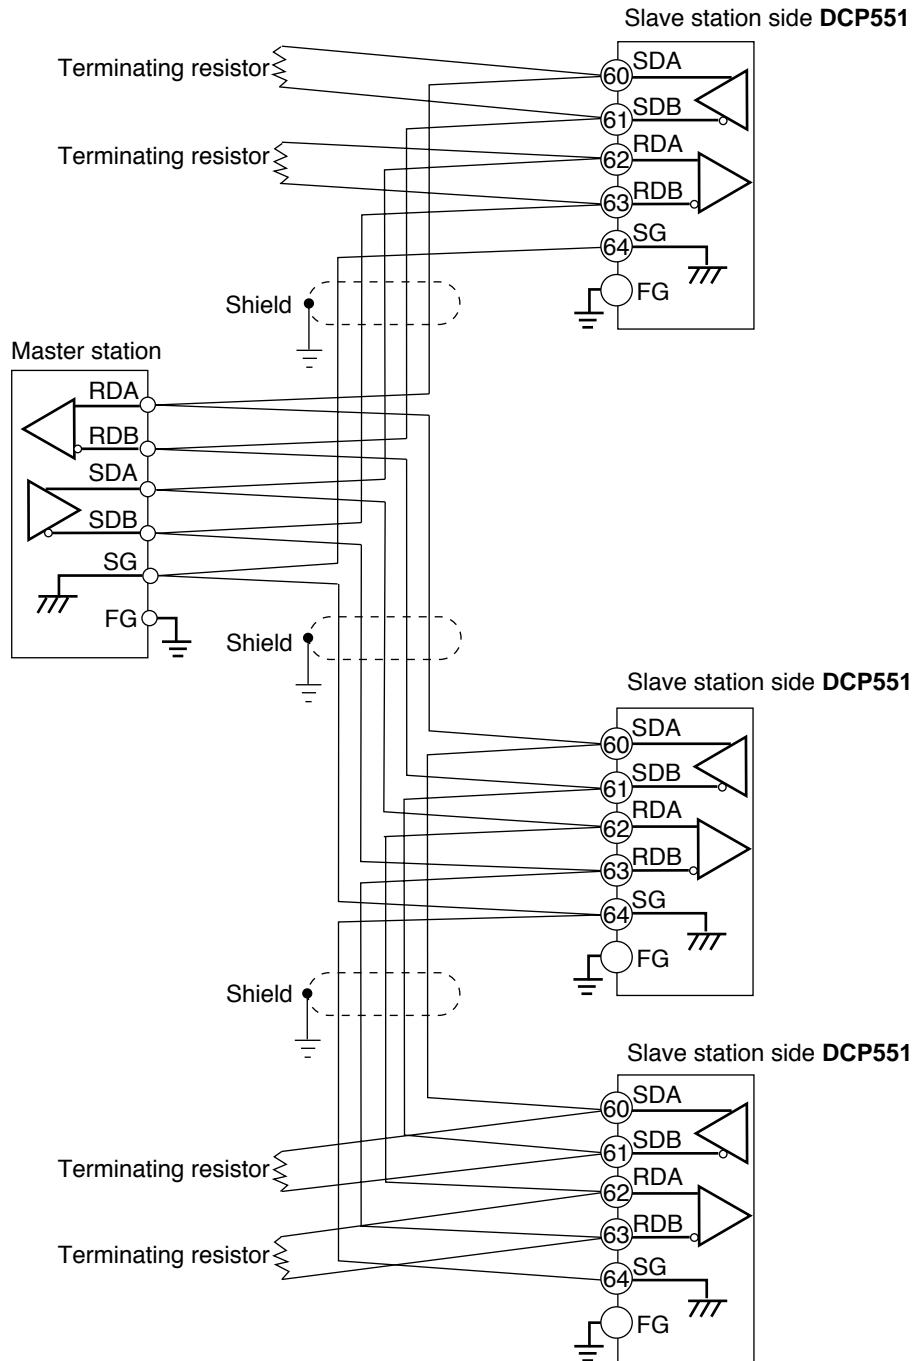 Slave station side DCP551
Terminating resistor
60 SDA
61 SDB
Terminating resistor
62 RDA
63 RDB
64 SG
FG
Shield
Master station
RDA
RDB
SDA
SDB
SG
FG
Shield
Slave station side DCP551
60 SDA
61 SDB
62 RDA
63 RDB
64 SG
FG
Shield
Slave station side DCP551
60 SDA
61 SDB
Terminating resistor
62 RDA
63 RDB
Terminating resistor
64 SG
FG